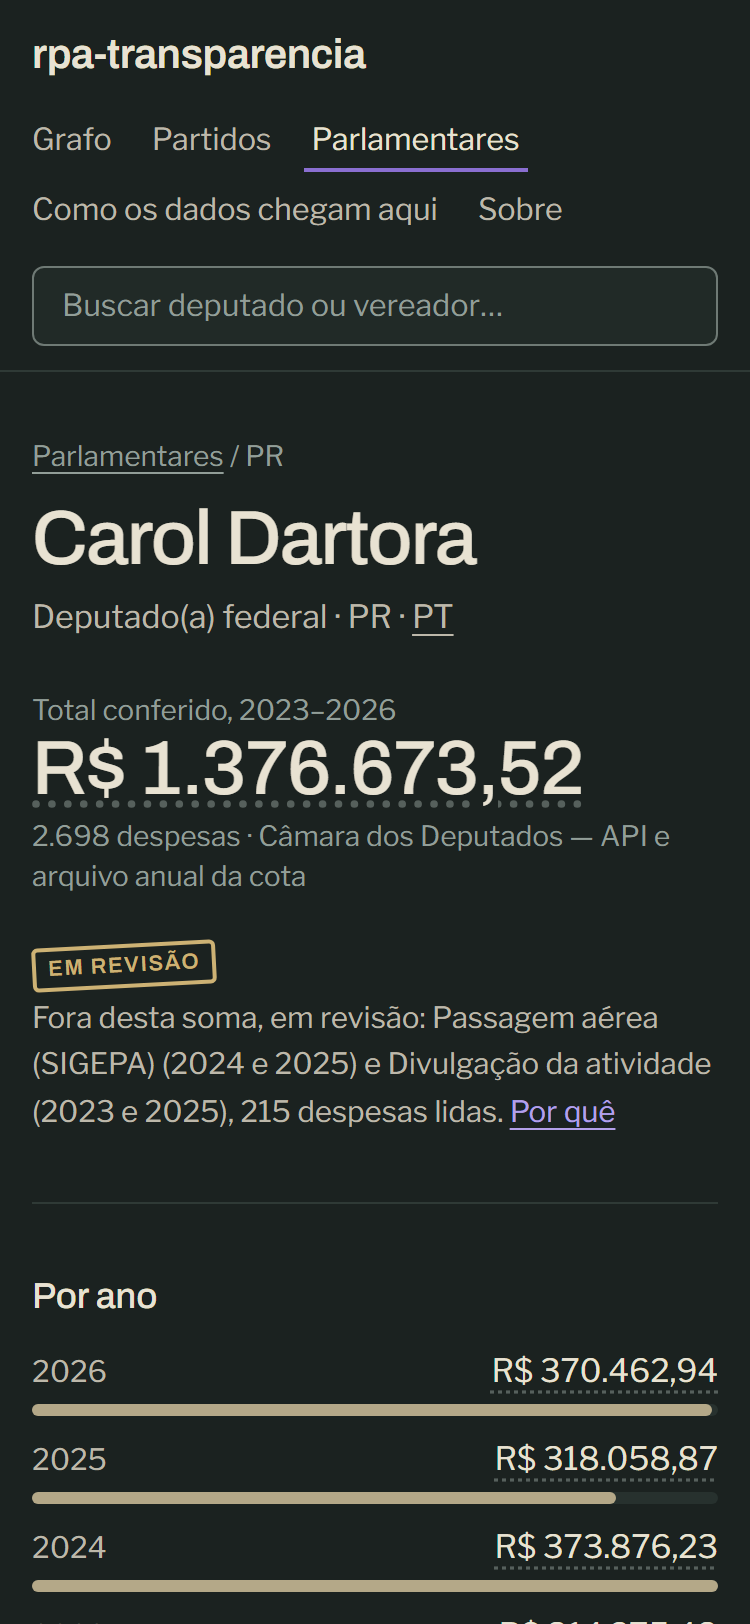 rpa-transparencia
Grafo Partidos Parlamentares
Como os dados chegam aqui Sobre
Buscar deputado ou vereador...
Parlamentares / PR
Carol Dartora
Deputado(a) federal · PR · PT
Total conferido, 2023–2026
R$ 1.376.673,52
2.698 despesas · Câmara dos Deputados — API e
arquivo anual da cota
EM REVISÃO
Fora desta soma, em revisão: Passagem aérea
(SIGEPA) (2024 e 2025) e Divulgação da atividade
(2023 e 2025), 215 despesas lidas. Por quê
Por ano
2026 R$ 370.462,94
2025 R$ 318.058,87
2024 R$ 373.876,23